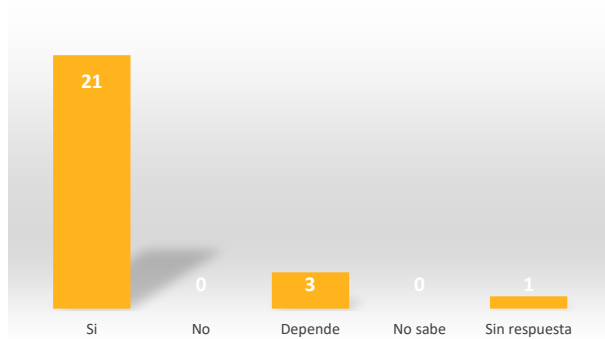 21
0
3
0
1
Si
No
Depende
No sabe
Sin respuesta